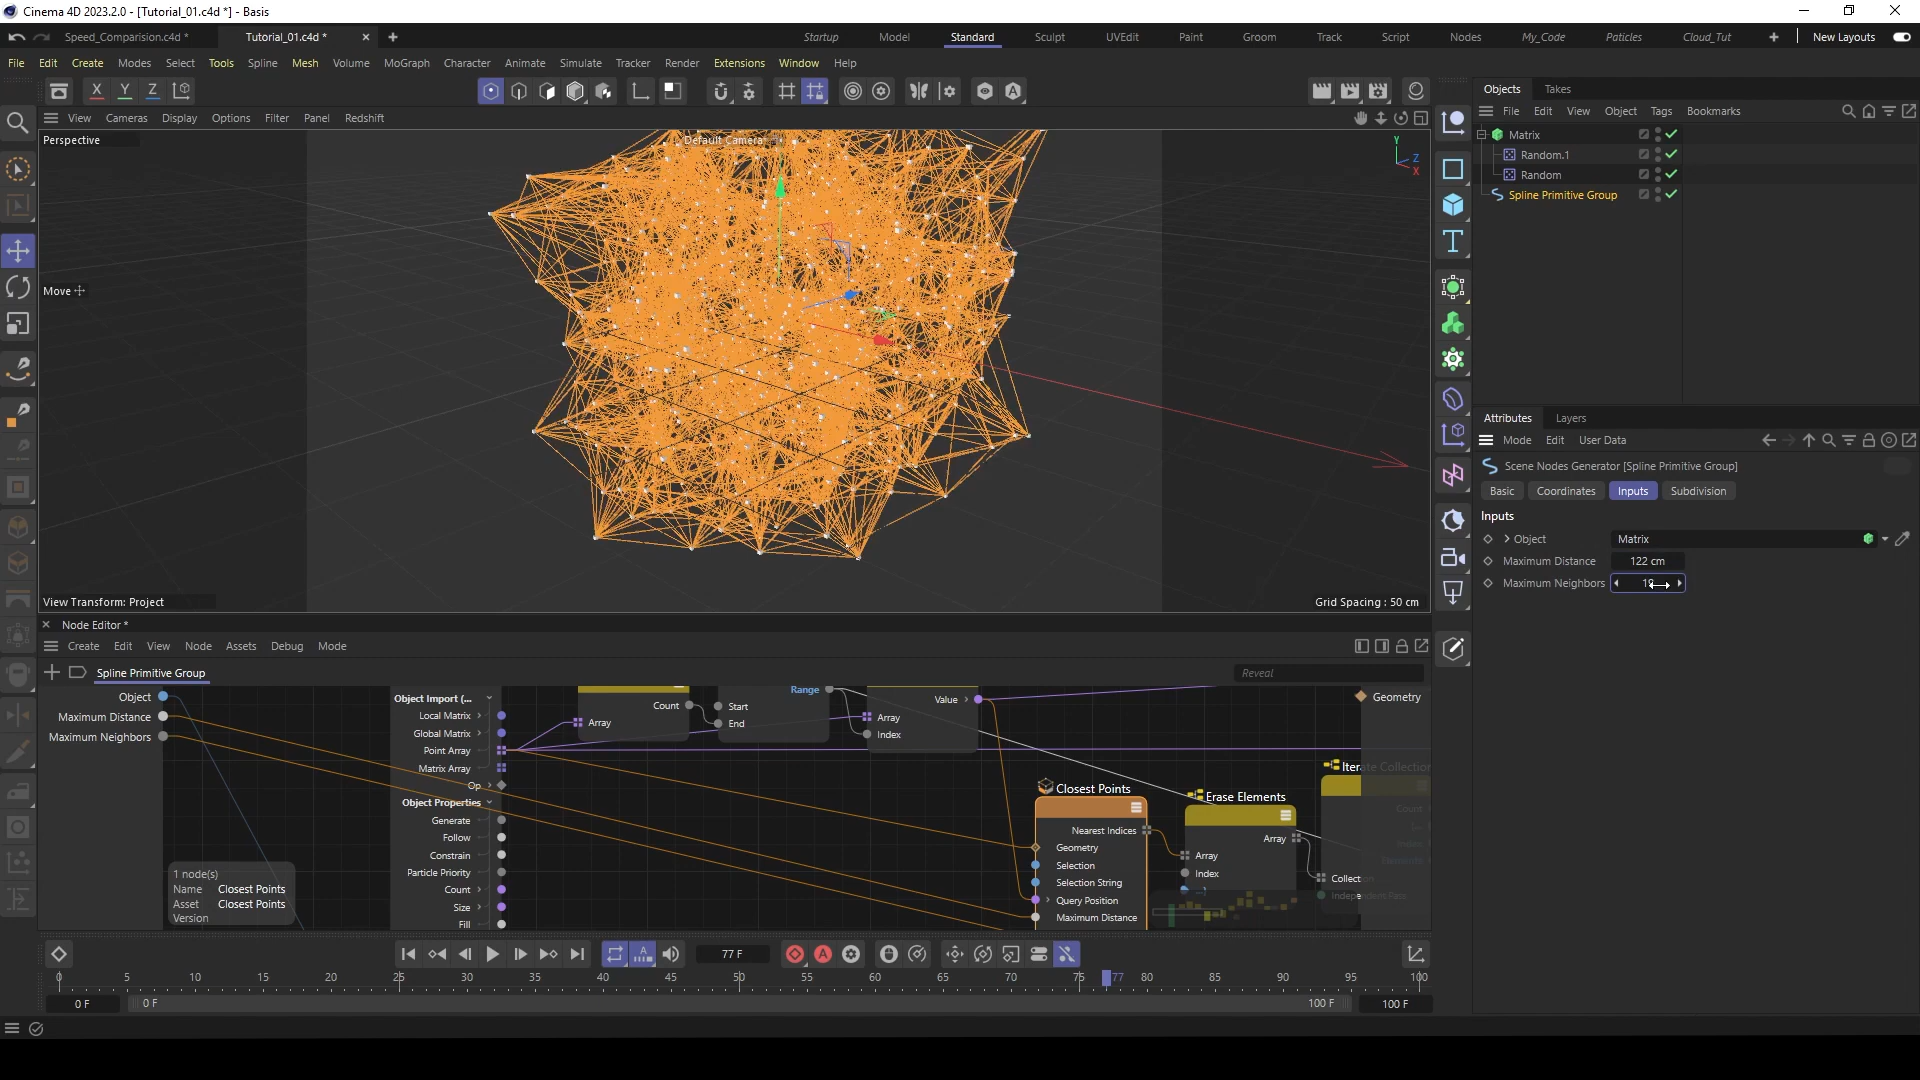 Cinema 4D 2023.2.0 - [Tutorial_01.c4d *] - Basis
Speed_Comparision.c4d * Tutorial_01.c4d * Startup Model Standard Sculpt UVEdit Paint Groom Track Script Nodes My_Code Paticles Cloud_Tut New Layouts
File Edit Create Modes Select Tools Spline Mesh Volume MoGraph Character Animate Simulate Tracker Render Extensions Window Help
X Y Z
View Cameras Display Options Filter Panel Redshift
Perspective
Default Camera
Y
Z
X
Move
View Transform: Project
Grid Spacing : 50 cm
Objects Takes
File Edit View Object Tags Bookmarks
Matrix
Random.1
Random
Spline Primitive Group
Attributes Layers
Mode Edit User Data
Scene Nodes Generator [Spline Primitive Group]
Basic Coordinates Inputs Subdivision
Inputs
Object Matrix
Maximum Distance 122 cm
Maximum Neighbors
Node Editor *
Create Edit View Node Assets Debug Mode
Spline Primitive Group
Reveal
Object
Maximum Distance
Maximum Neighbors
Object Import (...
Local Matrix
Global Matrix
Point Array
Matrix Array
Op
Object Properties
Generate
Follow
Constrain
Particle Priority
Count
Size
Fill
Count
Array
Range
Start
End
Value
Array
Index
Closest Points
Nearest Indices
Geometry
Selection
Selection String
Query Position
Maximum Distance
Erase Elements
Array
Array
Index
Iterate Collection
Count
Index
Collect
Independent
Geometry
1 node(s)
Name Closest Points
Asset Closest Points
Version
77 F
0 5 10 15 20 25 30 35 40 45 50 55 60 65 70 75 77 80 85 90 95 100
0 F 0 F 100 F 100 F